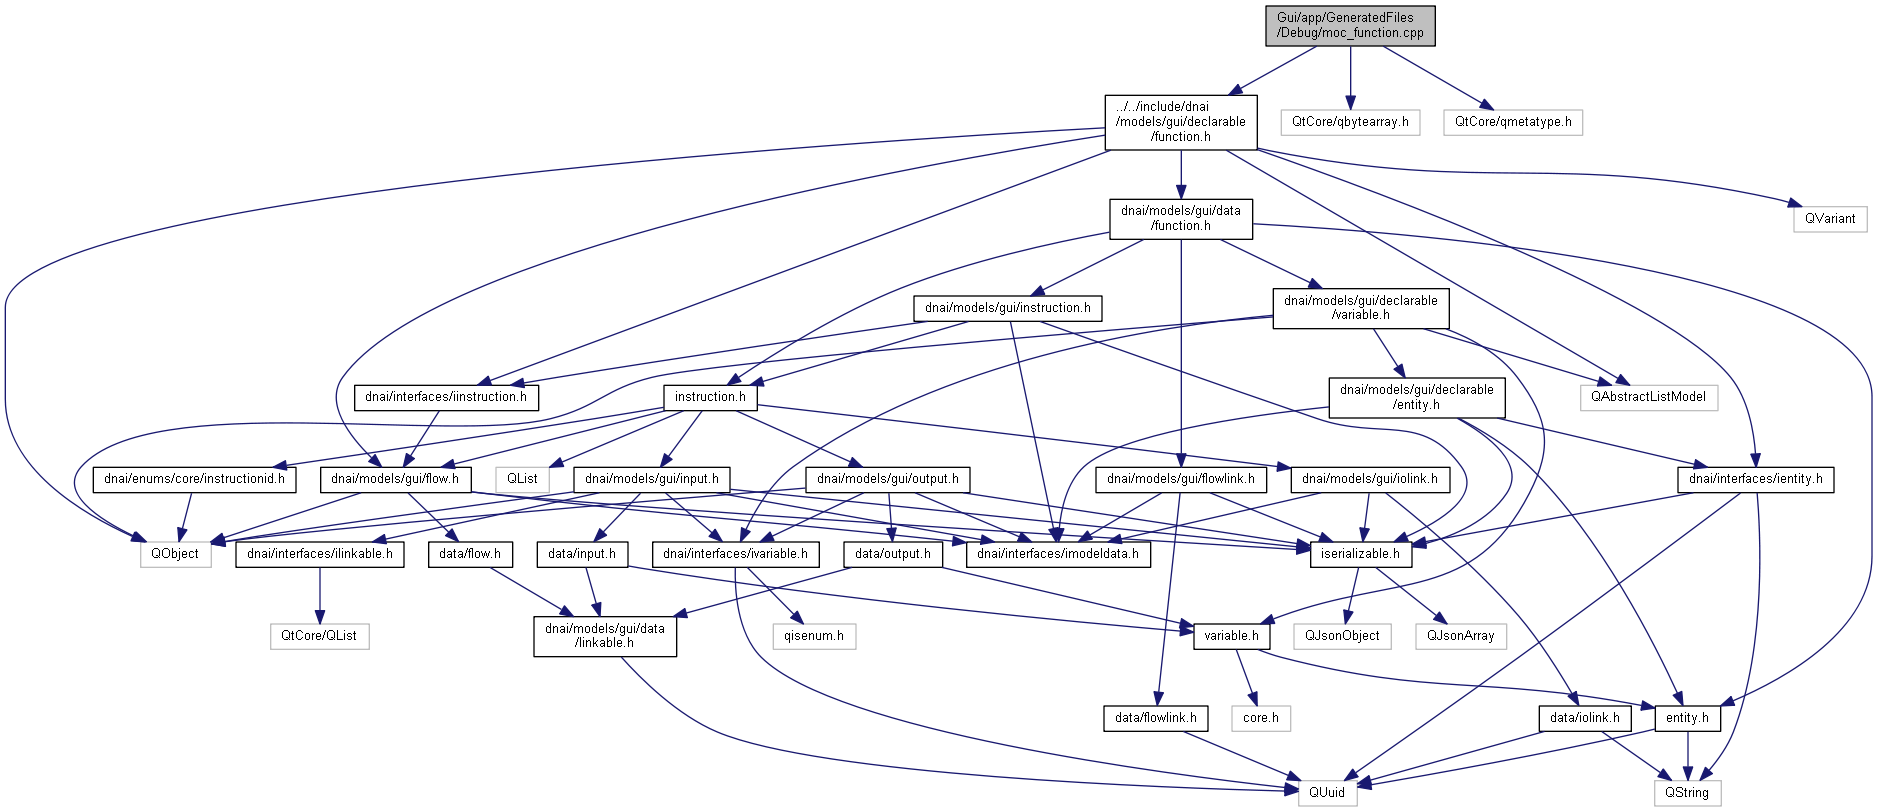 Gui/app/GeneratedFiles
/Debug/moc_function.cpp
../../include/dnai
/models/gui/declarable
/function.h
QtCore/qbytearray.h
QtCore/qmetatype.h
dnai/models/gui/data
/function.h
QVariant
dnai/models/gui/instruction.h
dnai/models/gui/declarable
/variable.h
dnai/interfaces/iinstruction.h
instruction.h
dnai/models/gui/declarable
/entity.h
QAbstractListModel
dnai/enums/core/instructionid.h
dnai/models/gui/flow.h
QList
dnai/models/gui/input.h
dnai/models/gui/output.h
dnai/models/gui/flowlink.h
dnai/models/gui/iolink.h
dnai/interfaces/ientity.h
QObject
dnai/interfaces/ilinkable.h
data/flow.h
data/input.h
dnai/interfaces/ivariable.h
data/output.h
dnai/interfaces/imodeldata.h
iserializable.h
QtCore/QList
dnai/models/gui/data
/linkable.h
qisenum.h
variable.h
QJsonObject
QJsonArray
data/flowlink.h
core.h
data/iolink.h
entity.h
QUuid
QString